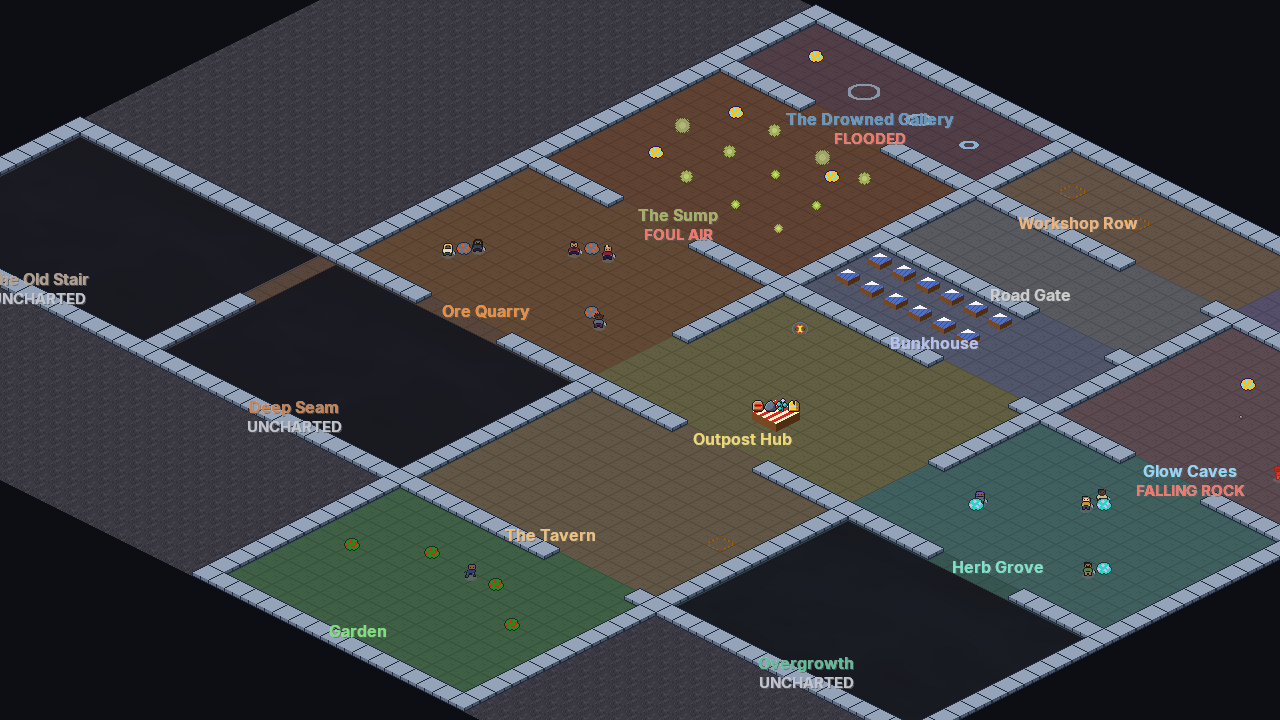 The Drowned Gallery
FLOODED
The Sump
FOUL AIR
Workshop Row
e Old Stair
UNCHARTED
Road Gate
Ore Quarry
Bunkhouse
Deep Seam
UNCHARTED
Outpost Hub
Glow Caves
FALLING ROCK
The Tavern
Herb Grove
Garden
Overgrowth
UNCHARTED